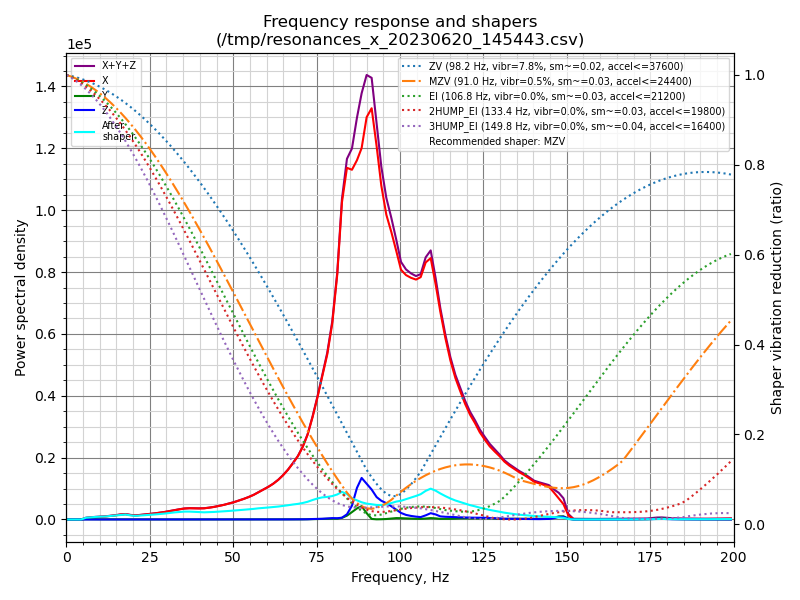 Frequency response and shapers
(/tmp/resonances_x_20230620_145443.csv)
1e5
X+Y+Z
X
Y
Z
After
shaper
ZV (98.2 Hz, vibr=7.8%, sm~=0.02, accel<=37600)
MZV (91.0 Hz, vibr=0.5%, sm~=0.03, accel<=24400)
EI (106.8 Hz, vibr=0.0%, sm~=0.03, accel<=21200)
2HUMP_EI (133.4 Hz, vibr=0.0%, sm~=0.03, accel<=19800)
3HUMP_EI (149.8 Hz, vibr=0.0%, sm~=0.04, accel<=16400)
Recommended shaper: MZV
Power spectral density
1.4
1.2
1.0
0.8
0.6
0.4
0.2
0.0
1.0
0.8
0.6
0.4
0.2
0.0
Shaper vibration reduction (ratio)
0 25 50 75 100 125 150 175 200
Frequency, Hz